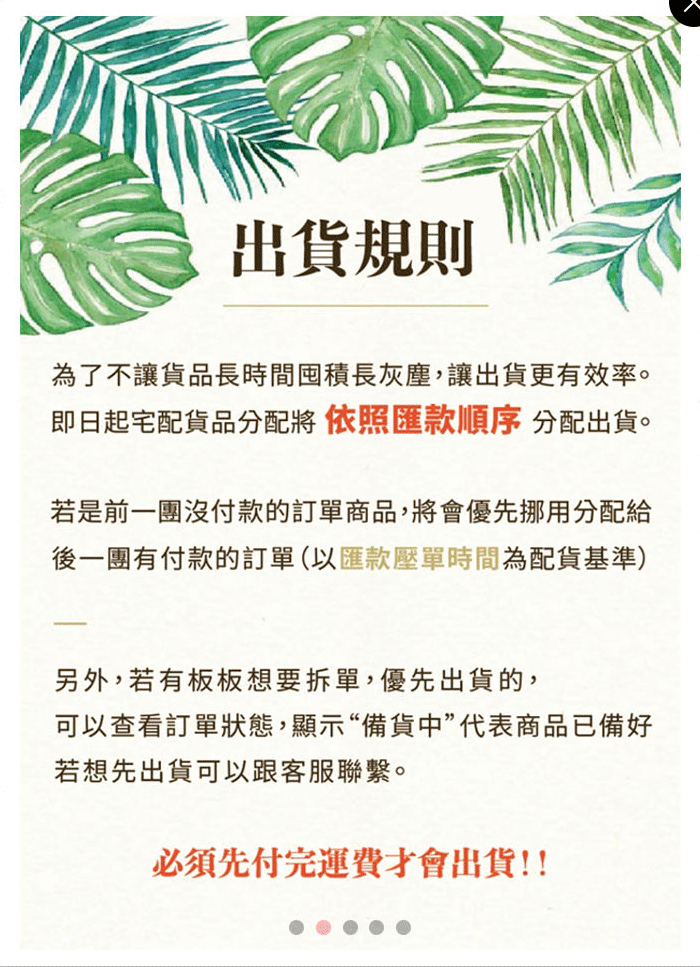 出貨規則
為了不讓貨品長時間囤積長灰塵，讓出貨更有效率。
即日起宅配貨品分配將 依照匯款順序 分配出貨。
若是前一團沒付款的訂單商品，將會優先挪用分配給
後一團有付款的訂單（以匯款壓單時間為配貨基準）
另外，若有板板想要拆單，優先出貨的，
可以查看訂單狀態，顯示“備貨中”代表商品已備好
若想先出貨可以跟客服聯繫。
必須先付完運費才會出貨!!